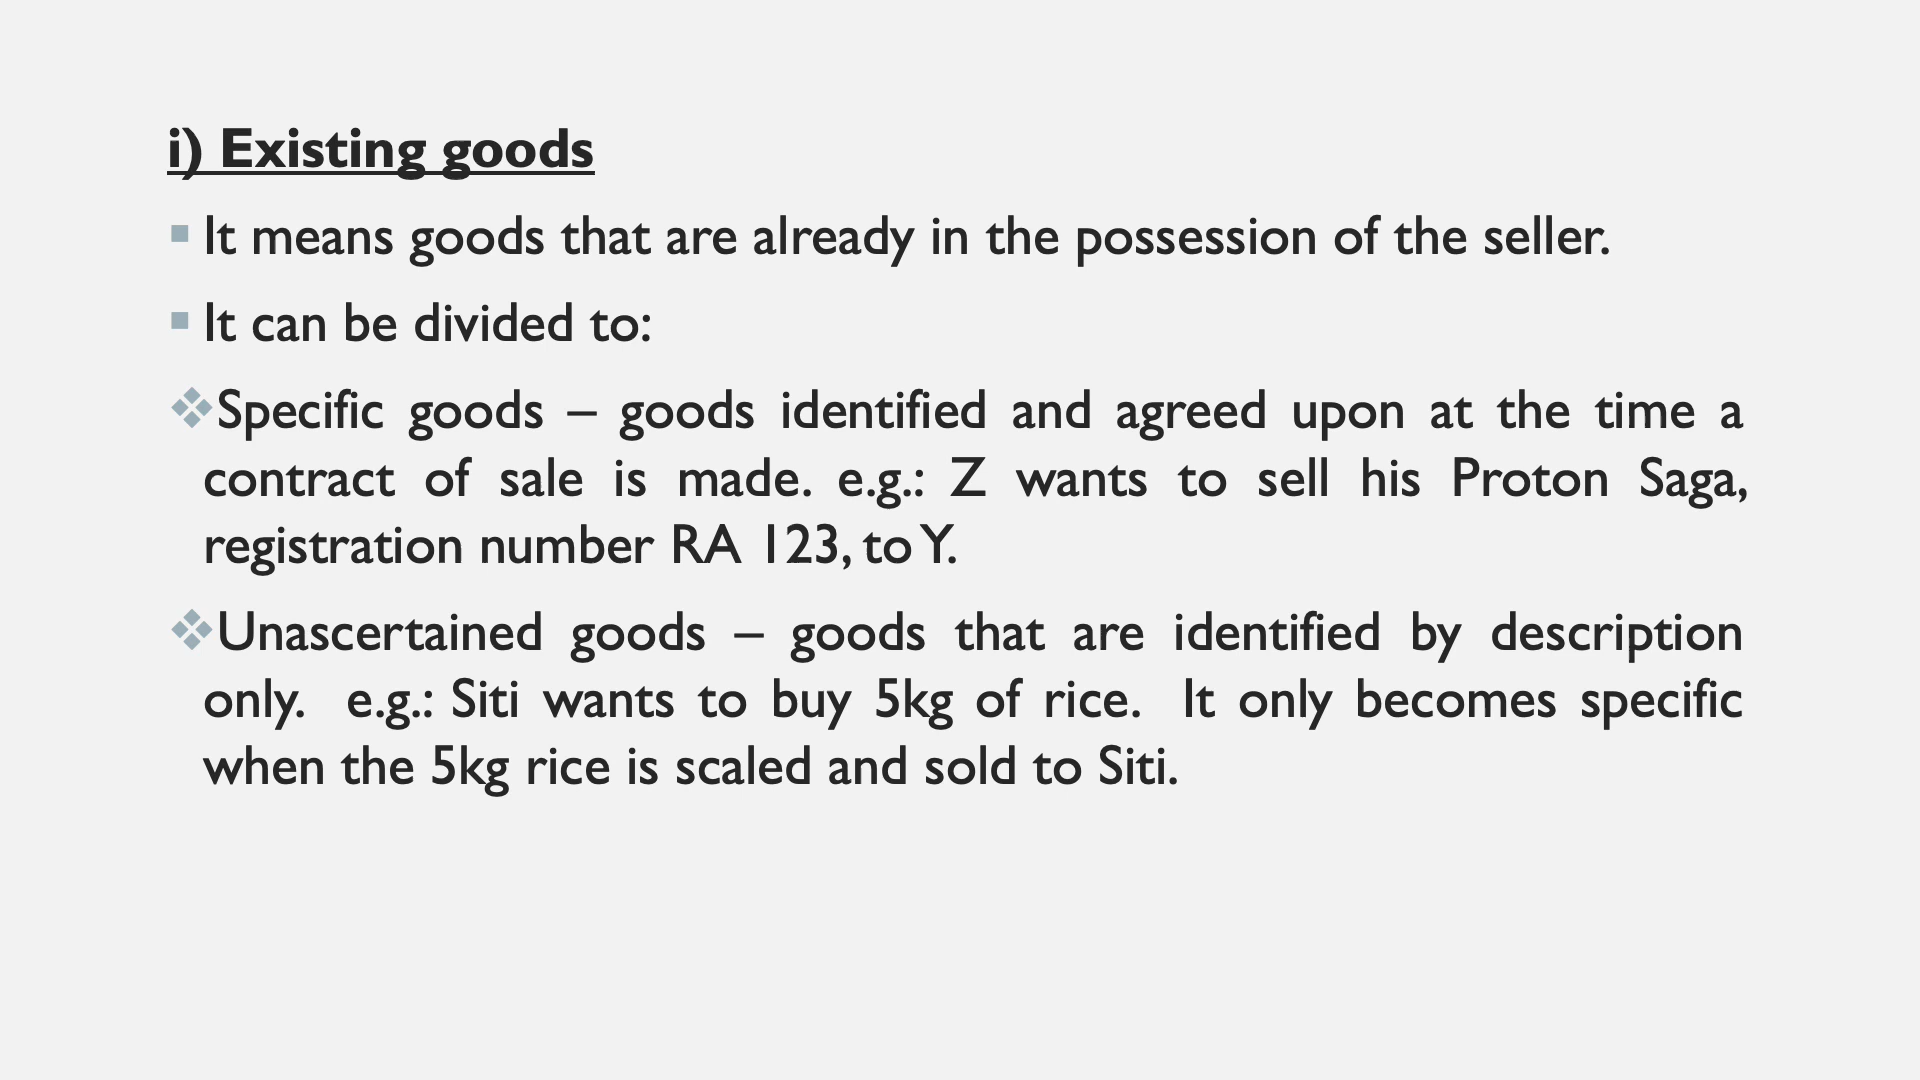 i) Existing goods
▪ It means goods that are already in the possession of the seller.
▪ It can be divided to:
❖Specific goods – goods identified and agreed upon at the time a
contract of sale is made. e.g.: Z wants to sell his Proton Saga,
registration number RA 123, to Y.
❖Unascertained goods – goods that are identified by description
only.  e.g.: Siti wants to buy 5kg of rice.  It only becomes specific
when the 5kg rice is scaled and sold to Siti.